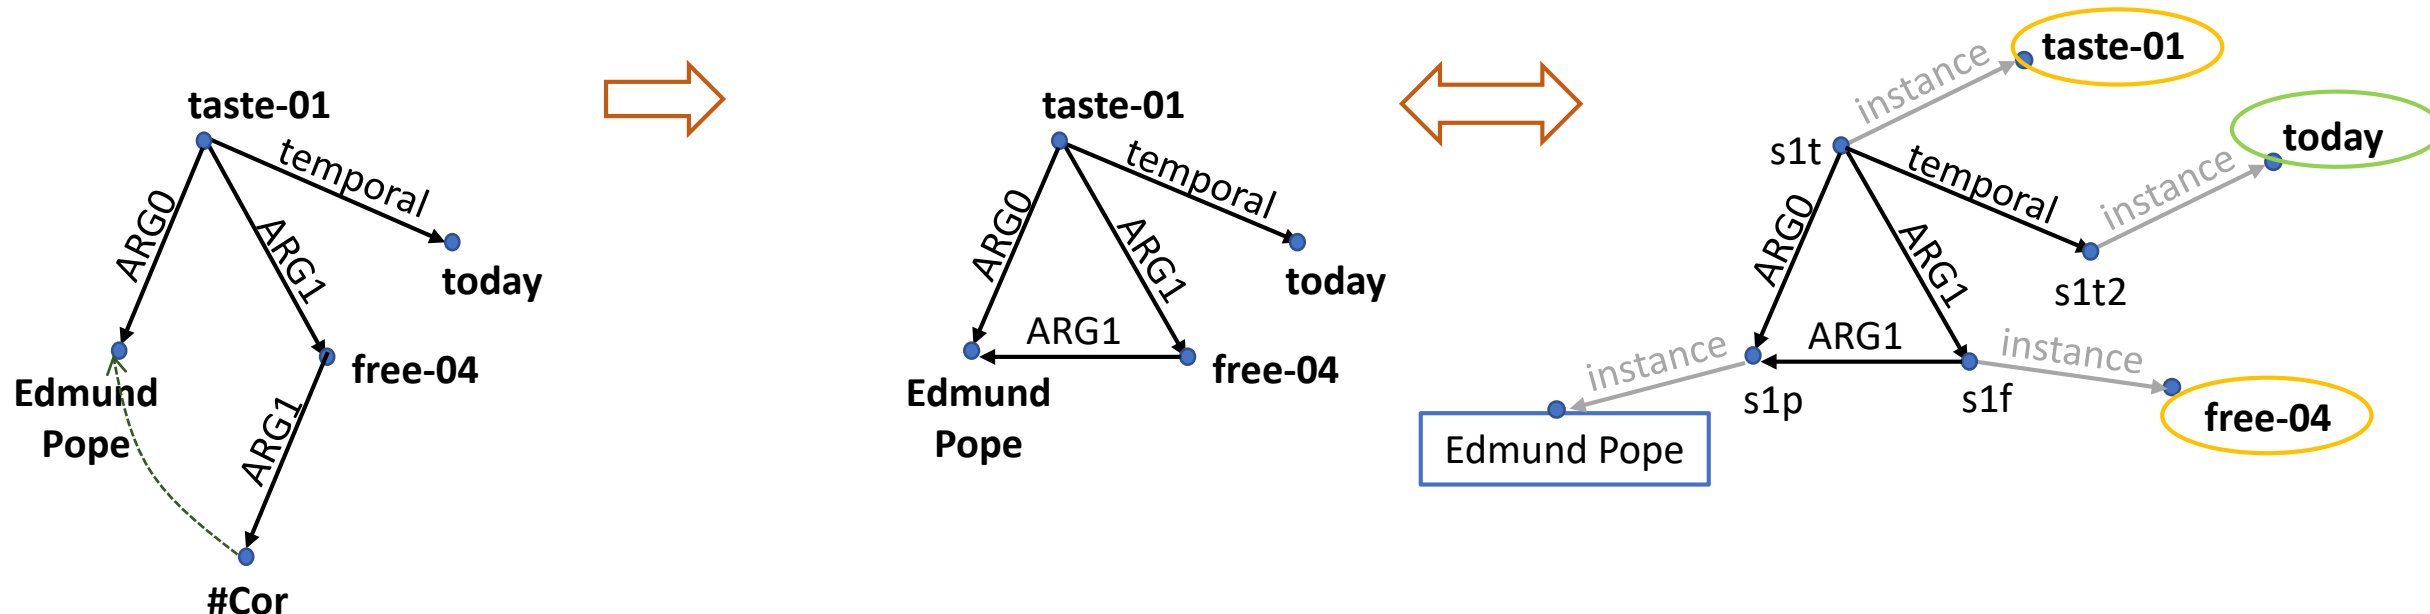 taste-01
temporal
ARG0
ARG1
today
Edmund
Pope
free-04
ARG1
#Cor
taste-01
temporal
ARG0
ARG1
today
ARG1
Edmund
Pope
free-04
taste-01
instance
today
s1t
temporal
instance
ARG0
ARG1
s1t2
ARG1
instance
instance
s1p
s1f
free-04
Edmund Pope